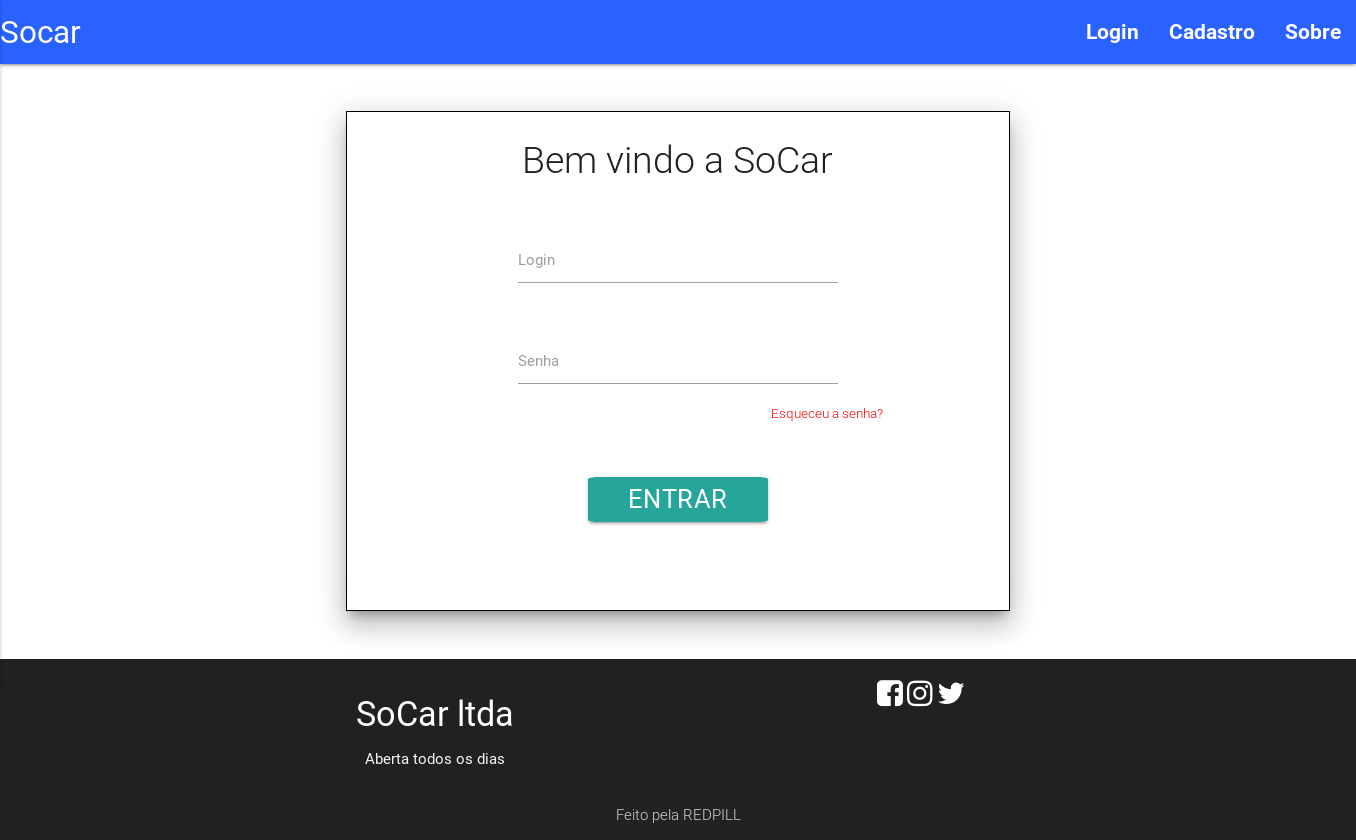 Socar
Login Cadastro Sobre
Bem vindo a SoCar
Login
Senha
Esqueceu a senha?
ENTRAR
SoCar ltda
Aberta todos os dias
Feito pela REDPILL